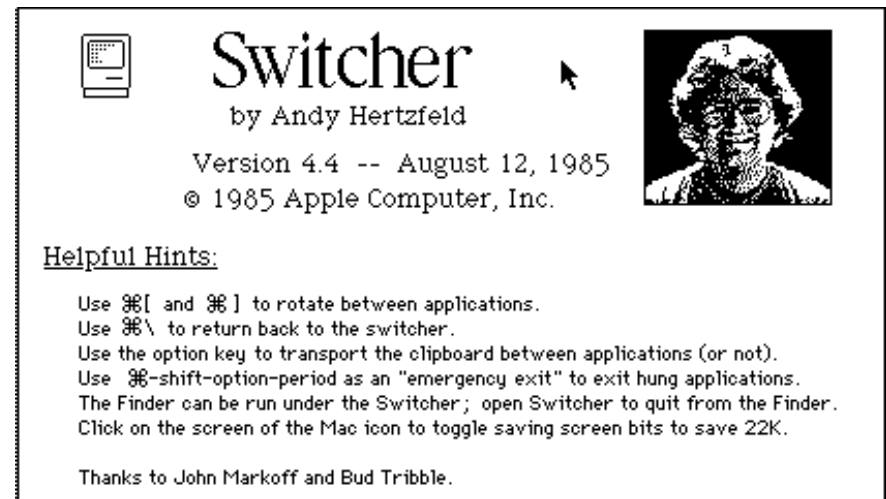 Switcher
by Andy Hertzfeld
Version 4.4 -- August 12, 1985
© 1985 Apple Computer, Inc.
Helpful Hints:
Use ⌘[ and ⌘] to rotate between applications.
Use ⌘\ to return back to the switcher.
Use the option key to transport the clipboard between applications (or not).
Use ⌘-shift-option-period as an "emergency exit" to exit hung applications.
The Finder can be run under the Switcher; open Switcher to quit from the Finder.
Click on the screen of the Mac icon to toggle saving screen bits to save 22K.
Thanks to John Markoff and Bud Tribble.